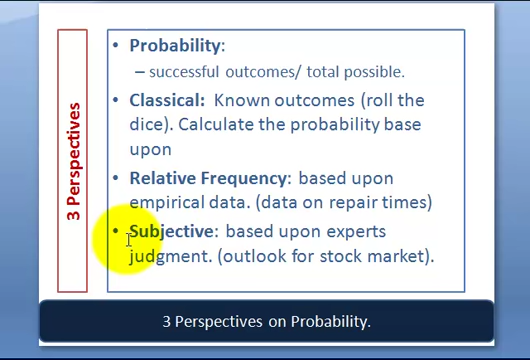 3 Perspectives
• Probability:
– successful outcomes/ total possible.
• Classical: Known outcomes (roll the
dice). Calculate the probability base
upon
• Relative Frequency: based upon
empirical data. (data on repair times)
• Subjective: based upon experts
judgment. (outlook for stock market).
3 Perspectives on Probability.